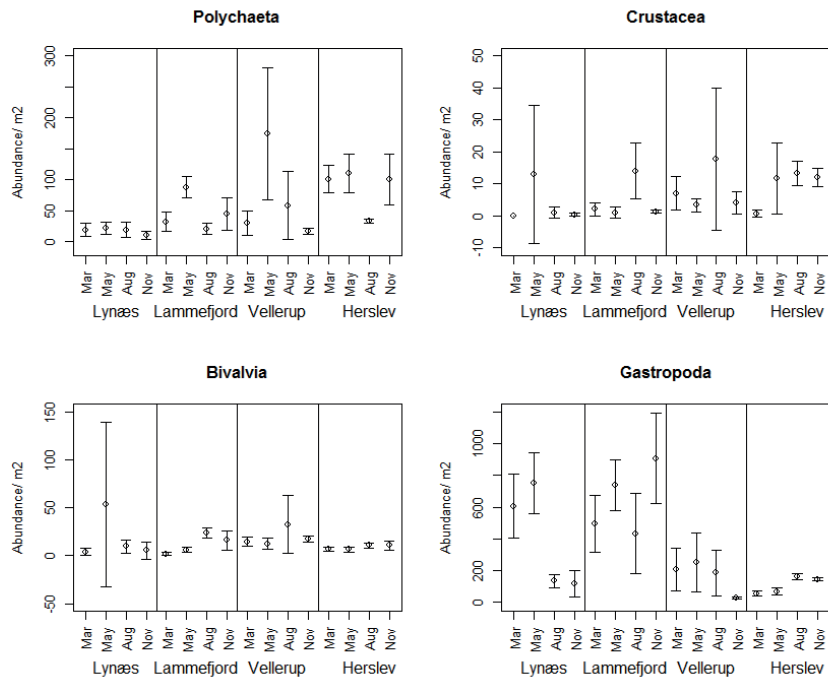 Polychaeta
Abundance/ m2
0
50
100
200
300
Mar May Aug Nov Mar May Aug Nov Mar May Aug Nov Mar May Aug Nov
Lynæs Lammefjord Vellerup Herslev
Crustacea
Abundance/ m2
-10
0
10
20
30
40
50
Mar May Aug Nov Mar May Aug Nov Mar May Aug Nov Mar May Aug Nov
Lynæs Lammefjord Vellerup Herslev
Bivalvia
Abundance/ m2
-50
0
50
100
150
Mar May Aug Nov Mar May Aug Nov Mar May Aug Nov Mar May Aug Nov
Lynæs Lammefjord Vellerup Herslev
Gastropoda
Abundance/ m2
0
200
600
1000
Mar May Aug Nov Mar May Aug Nov Mar May Aug Nov Mar May Aug Nov
Lynæs Lammefjord Vellerup Herslev